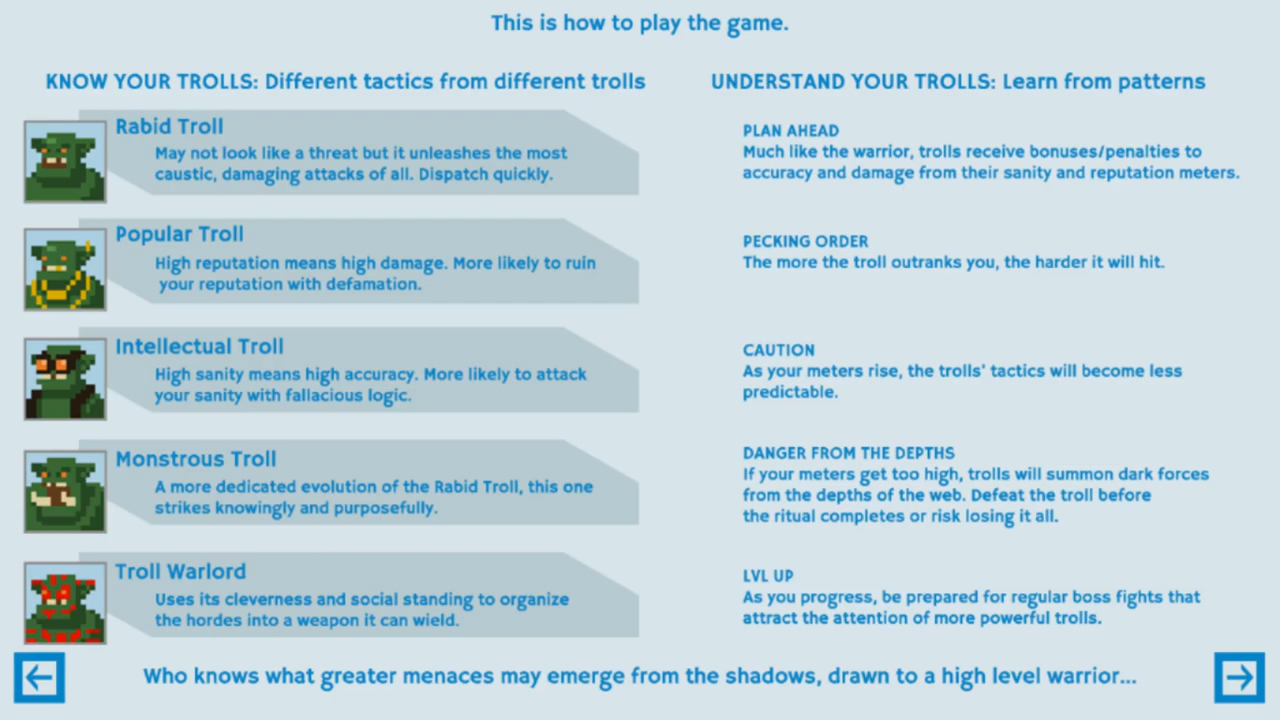 This is how to play the game.
KNOW YOUR TROLLS: Different tactics from different trolls
Rabid Troll
May not look like a threat but it unleashes the most
caustic, damaging attacks of all. Dispatch quickly.
Popular Troll
High reputation means high damage. More likely to ruin
your reputation with defamation.
Intellectual Troll
High sanity means high accuracy. More likely to attack
your sanity with fallacious logic.
Monstrous Troll
A more dedicated evolution of the Rabid Troll, this one
strikes knowingly and purposefully.
Troll Warlord
Uses its cleverness and social standing to organize
the hordes into a weapon it can wield.
UNDERSTAND YOUR TROLLS: Learn from patterns
PLAN AHEAD
Much like the warrior, trolls receive bonuses/penalties to
accuracy and damage from their sanity and reputation meters.
PECKING ORDER
The more the troll outranks you, the harder it will hit.
CAUTION
As your meters rise, the trolls' tactics will become less
predictable.
DANGER FROM THE DEPTHS
If your meters get too high, trolls will summon dark forces
from the depths of the web. Defeat the troll before
the ritual completes or risk losing it all.
LVL UP
As you progress, be prepared for regular boss fights that
attract the attention of more powerful trolls.
Who knows what greater menaces may emerge from the shadows, drawn to a high level warrior...